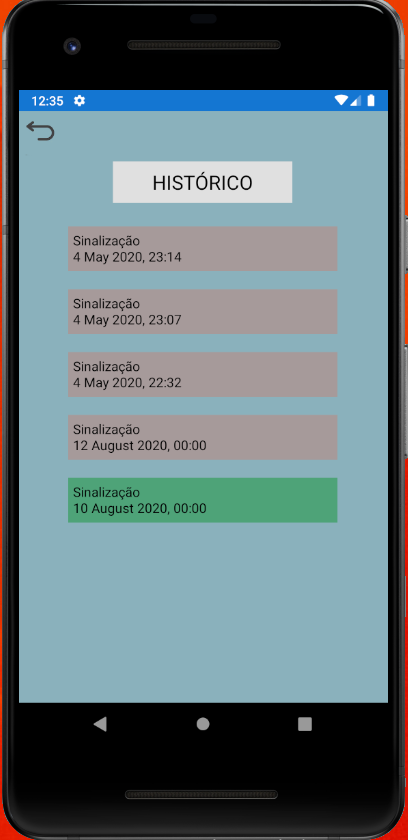 12:35
HISTÓRICO
Sinalização
4 May 2020, 23:14
Sinalização
4 May 2020, 23:07
Sinalização
4 May 2020, 22:32
Sinalização
12 August 2020, 00:00
Sinalização
10 August 2020, 00:00